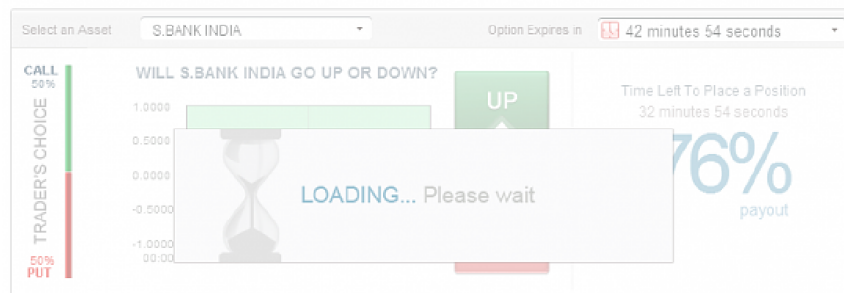 Select an Asset S.BANK INDIA Option Expires in 42 minutes 54 seconds
CALL
50%
TRADER'S CHOICE
50%
PUT
WILL S.BANK INDIA GO UP OR DOWN?
1.0000
0.5000
0.0000
-0.5000
-1.0000
00:00
UP
LOADING... Please wait
Time Left To Place a Position
32 minutes 54 seconds
76%
payout